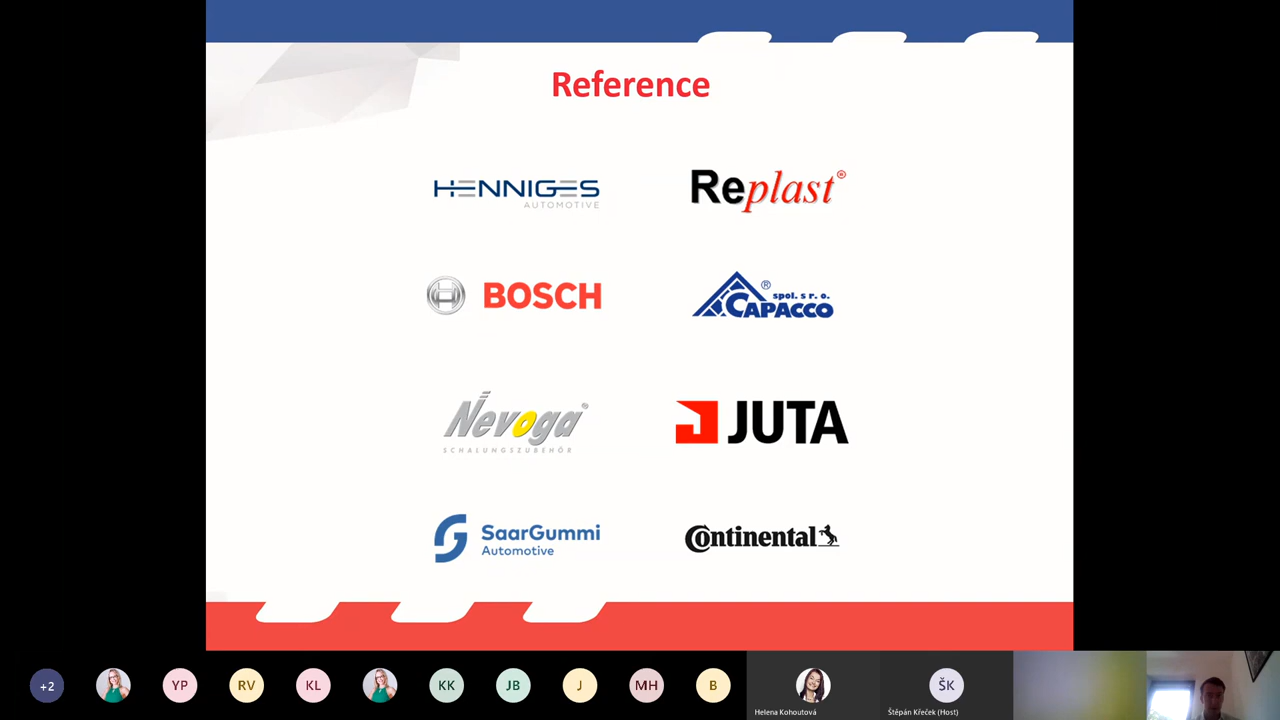 Reference
HENNIGES
AUTOMOTIVE
Replast®
BOSCH
® spol. s r. o.
CAPACCO
Nevoga®
SCHALUNGSZUBEHÖR
JUTA
SaarGummi
Automotive
Continental
+2
YP
RV
KL
KK
JB
J
MH
B
Helena Kohoutová
ŠK
Štěpán Křeček (Host)